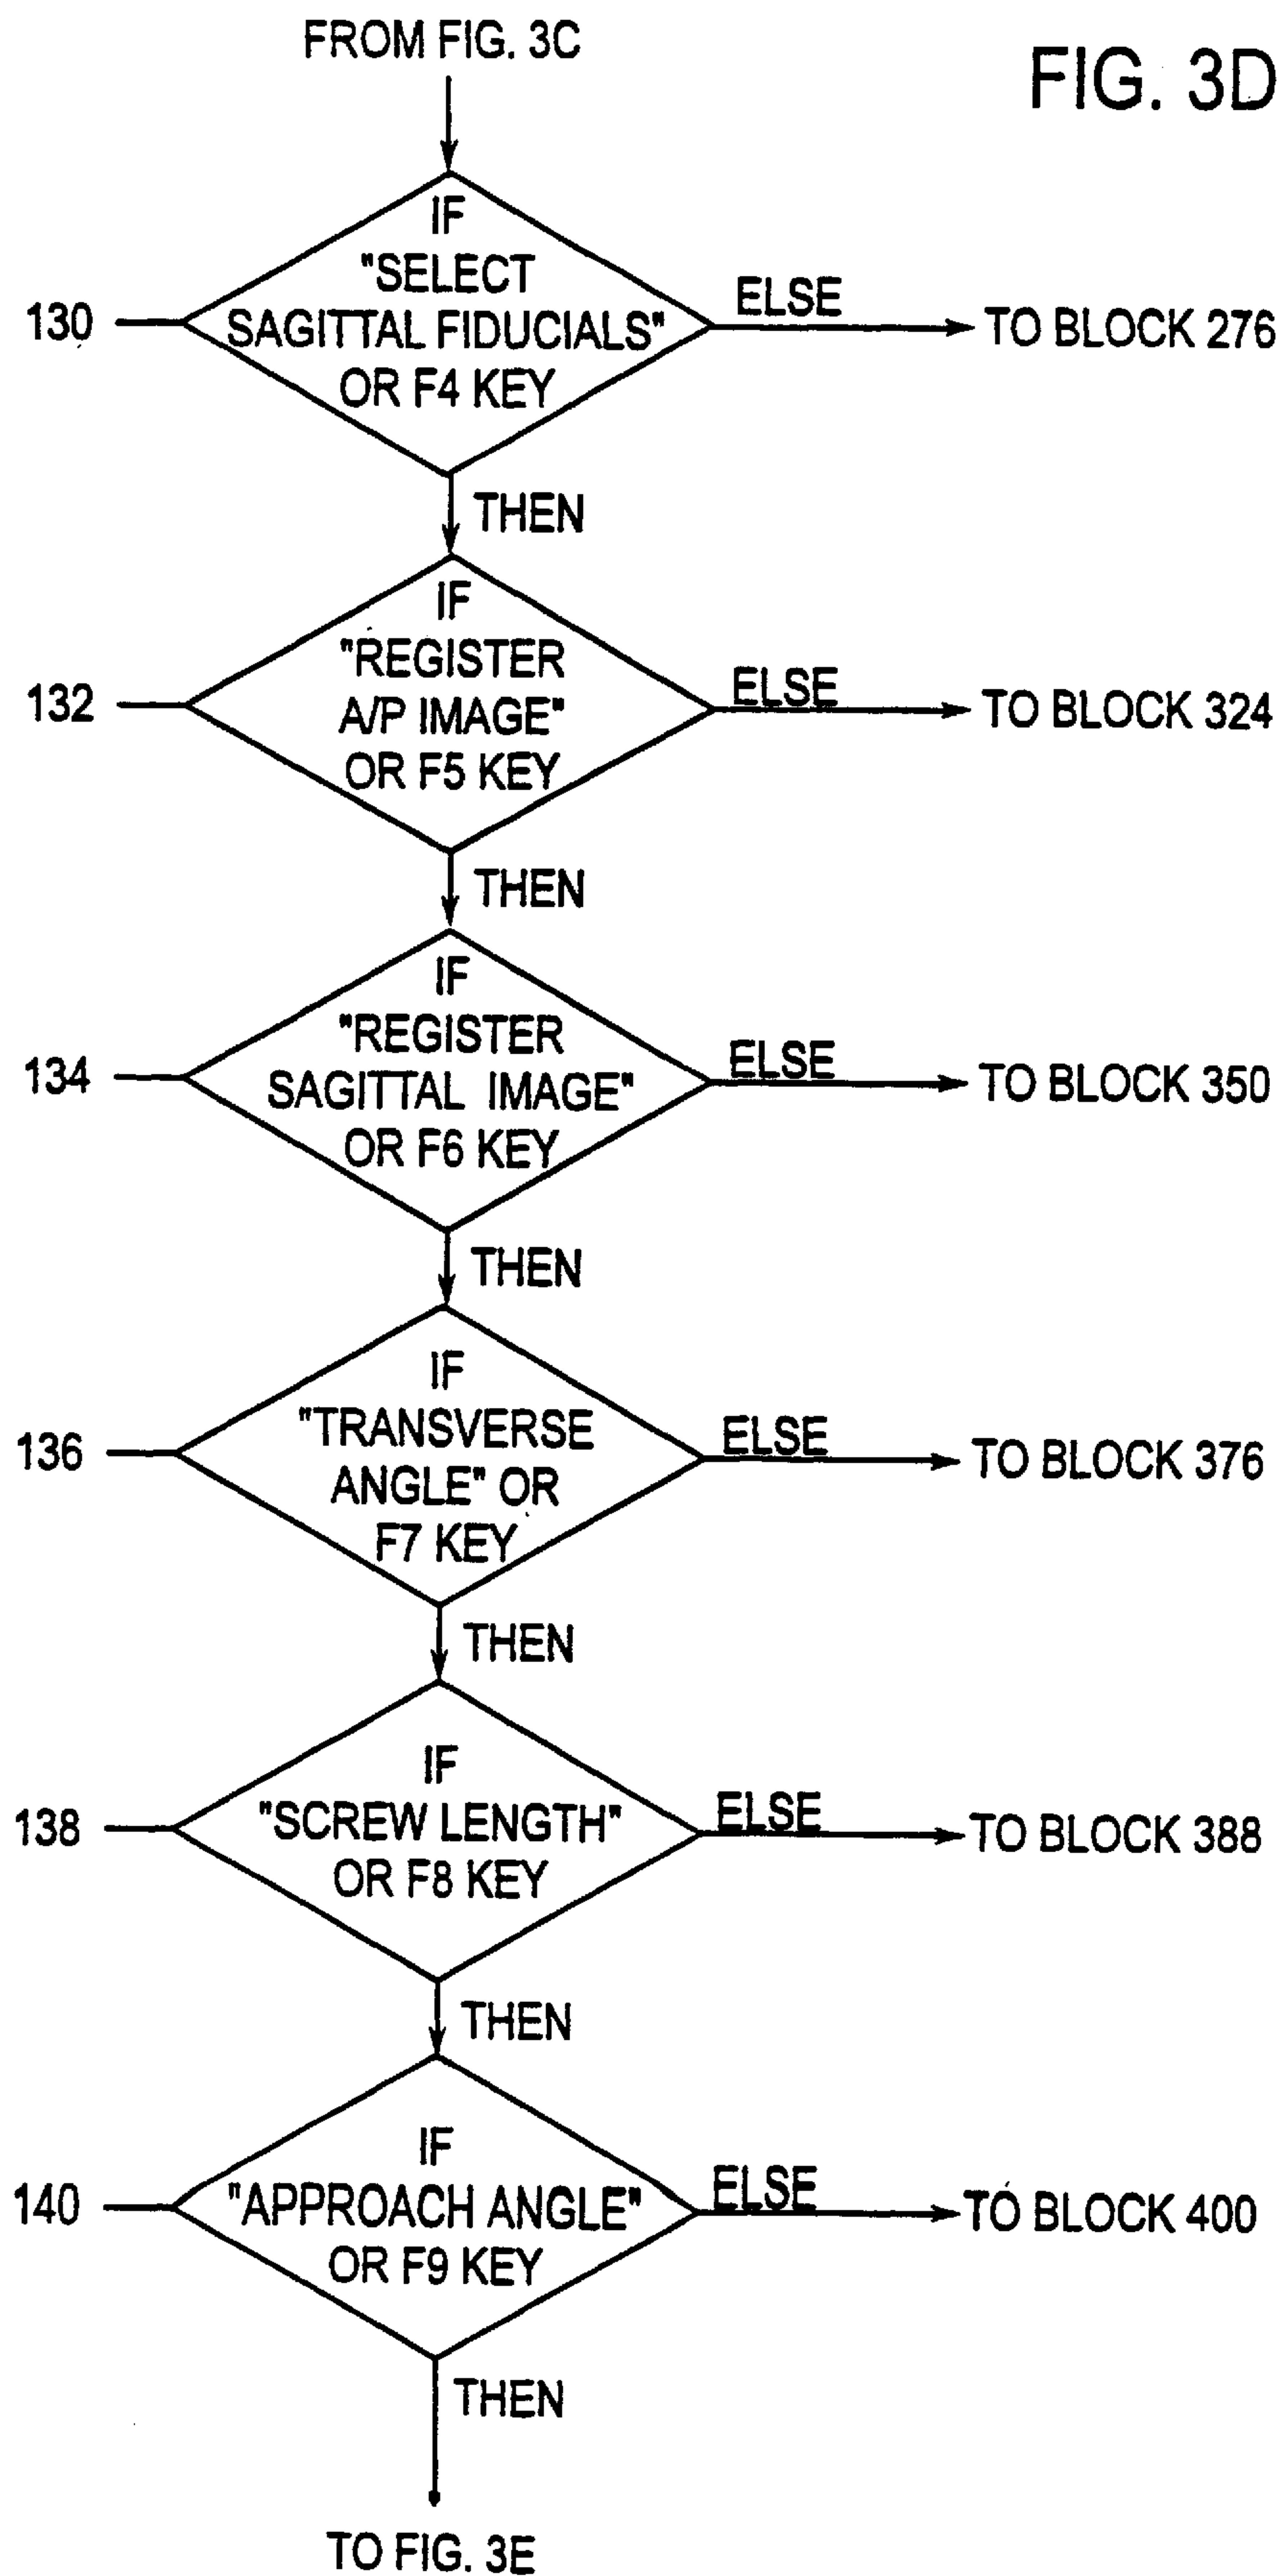 FROM FIG. 3C
FIG. 3D
130
IF
"SELECT
SAGITTAL FIDUCIALS"
OR F4 KEY
ELSE
TO BLOCK 276
THEN
132
IF
"REGISTER
A/P IMAGE"
OR F5 KEY
ELSE
TO BLOCK 324
THEN
134
IF
"REGISTER
SAGITTAL IMAGE"
OR F6 KEY
ELSE
TO BLOCK 350
THEN
136
IF
"TRANSVERSE
ANGLE" OR
F7 KEY
ELSE
TO BLOCK 376
THEN
138
IF
"SCREW LENGTH"
OR F8 KEY
ELSE
TO BLOCK 388
THEN
140
IF
"APPROACH ANGLE"
OR F9 KEY
ELSE
TO BLOCK 400
THEN
TO FIG. 3E